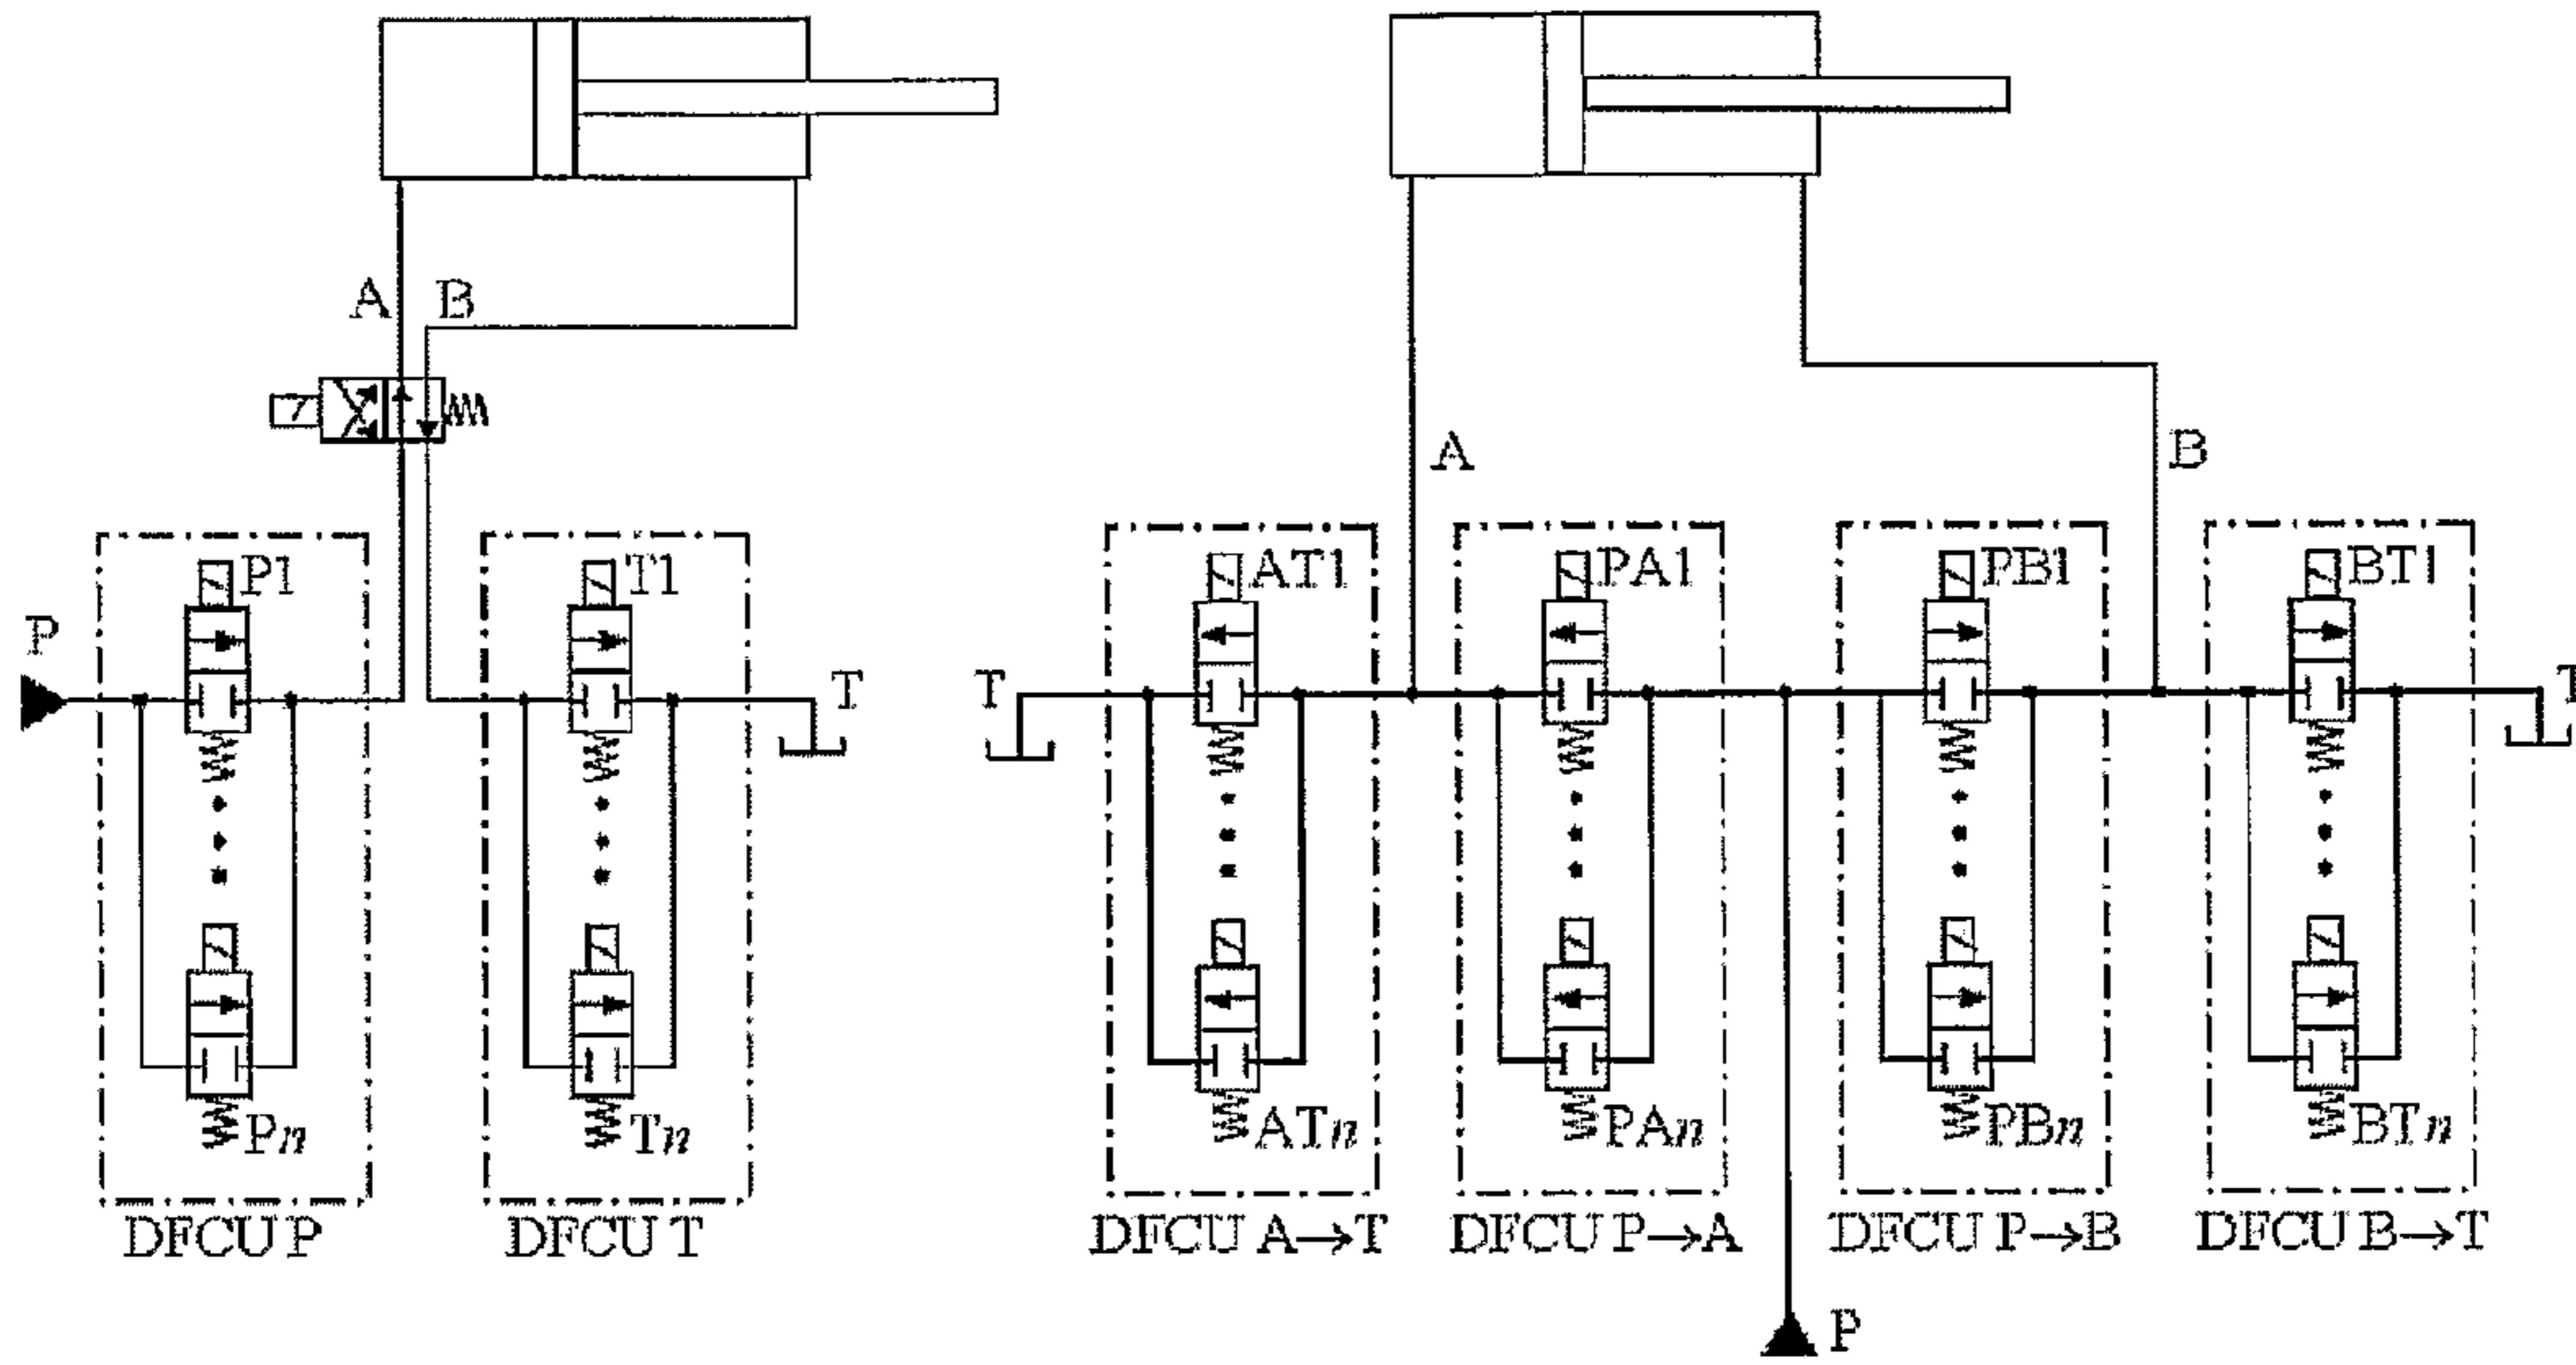 A B
P
P1
Pn
DFCU P
T1
Tn
DFCU T
T
A
B
T
AT1
ATn
DFCU A→T
PA1
PAn
DFCU P→A
PB1
PBn
DFCU P→B
BT1
BTn
DFCU B→T
T
P